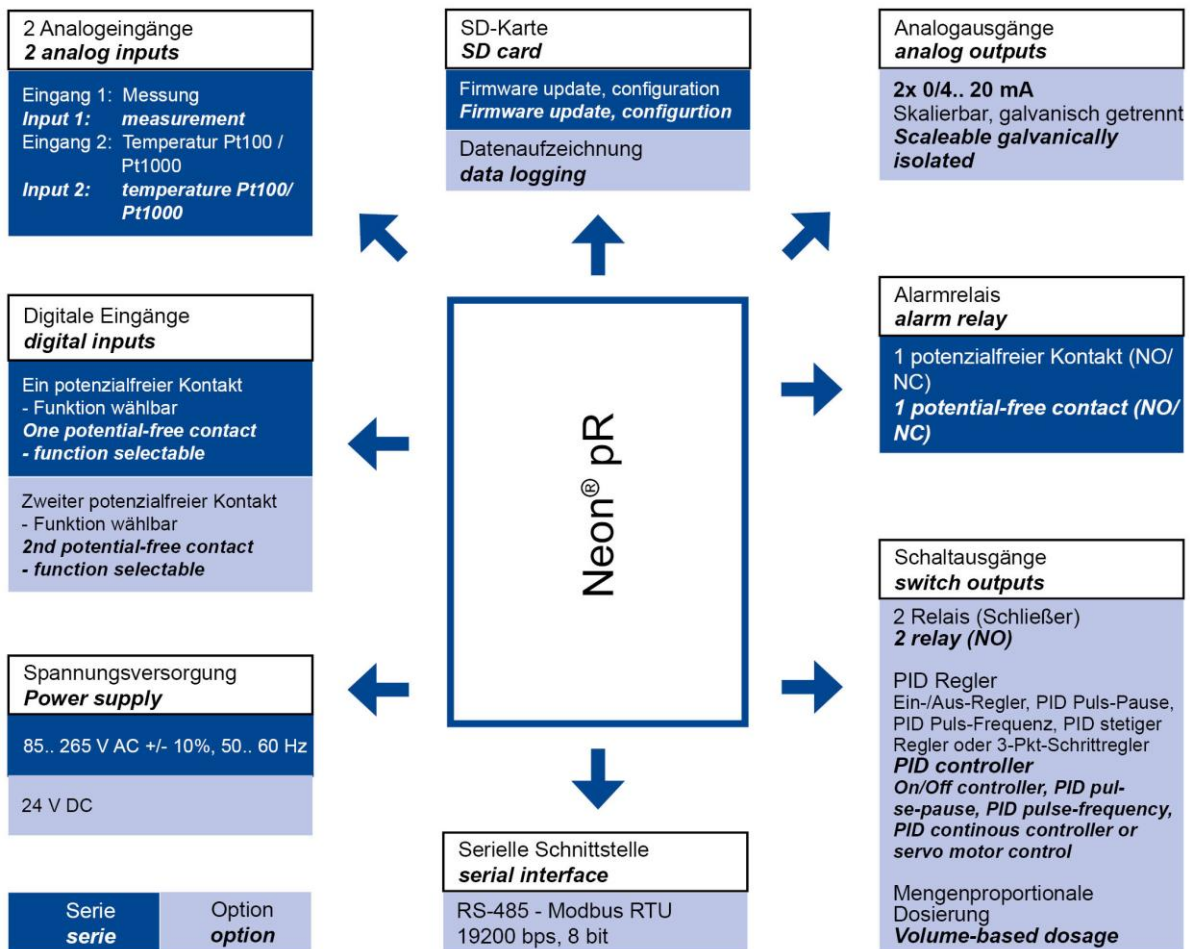 2 Analogeingänge
2 analog inputs
Eingang 1: Messung
Input 1: measurement
Eingang 2: Temperatur Pt100 /
Pt1000
Input 2: temperature Pt100/
Pt1000
SD-Karte
SD card
Firmware update, configuration
Firmware update, configurtion
Datenaufzeichnung
data logging
Analogausgänge
analog outputs
2x 0/4.. 20 mA
Skalierbar, galvanisch getrennt
Scaleable galvanically
isolated
Digitale Eingänge
digital inputs
Ein potenzialfreier Kontakt
- Funktion wählbar
One potential-free contact
- function selectable
Zweiter potenzialfreier Kontakt
- Funktion wählbar
2nd potential-free contact
- function selectable
Neon® pR
Alarmrelais
alarm relay
1 potenzialfreier Kontakt (NO/
NC)
1 potential-free contact (NO/
NC)
Spannungsversorgung
Power supply
85.. 265 V AC +/- 10%, 50.. 60 Hz
24 V DC
Schaltausgänge
switch outputs
2 Relais (Schließer)
2 relay (NO)
PID Regler
Ein-/Aus-Regler, PID Puls-Pause,
PID Puls-Frequenz, PID stetiger
Regler oder 3-Pkt-Schrittregler
PID controller
On/Off controller, PID pul-
se-pause, PID pulse-frequency,
PID continous controller or
servo motor control
Mengenproportionale
Dosierung
Volume-based dosage
Serielle Schnittstelle
serial interface
RS-485 - Modbus RTU
19200 bps, 8 bit
Serie
serie
Option
option